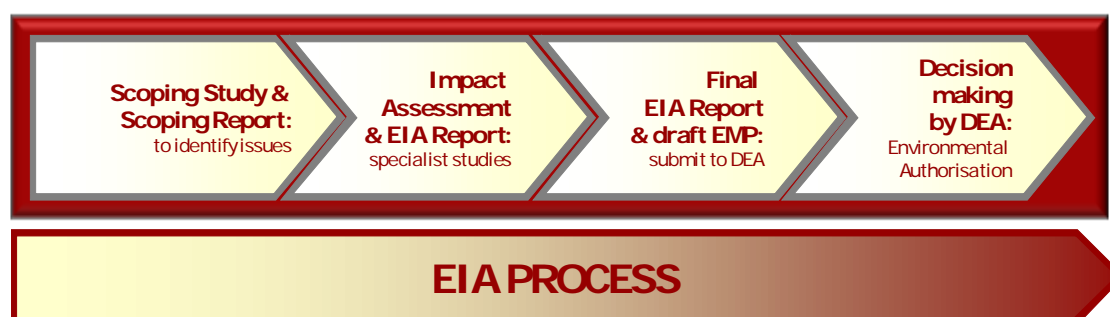 Scoping Study &
Scoping Report:
to identify issues
Impact
Assessment
& EIA Report:
specialist studies
Final
EIA Report
& draft EMP:
submit to DEA
Decision
making
by DEA:
Environmental
Authorisation
EIA PROCESS